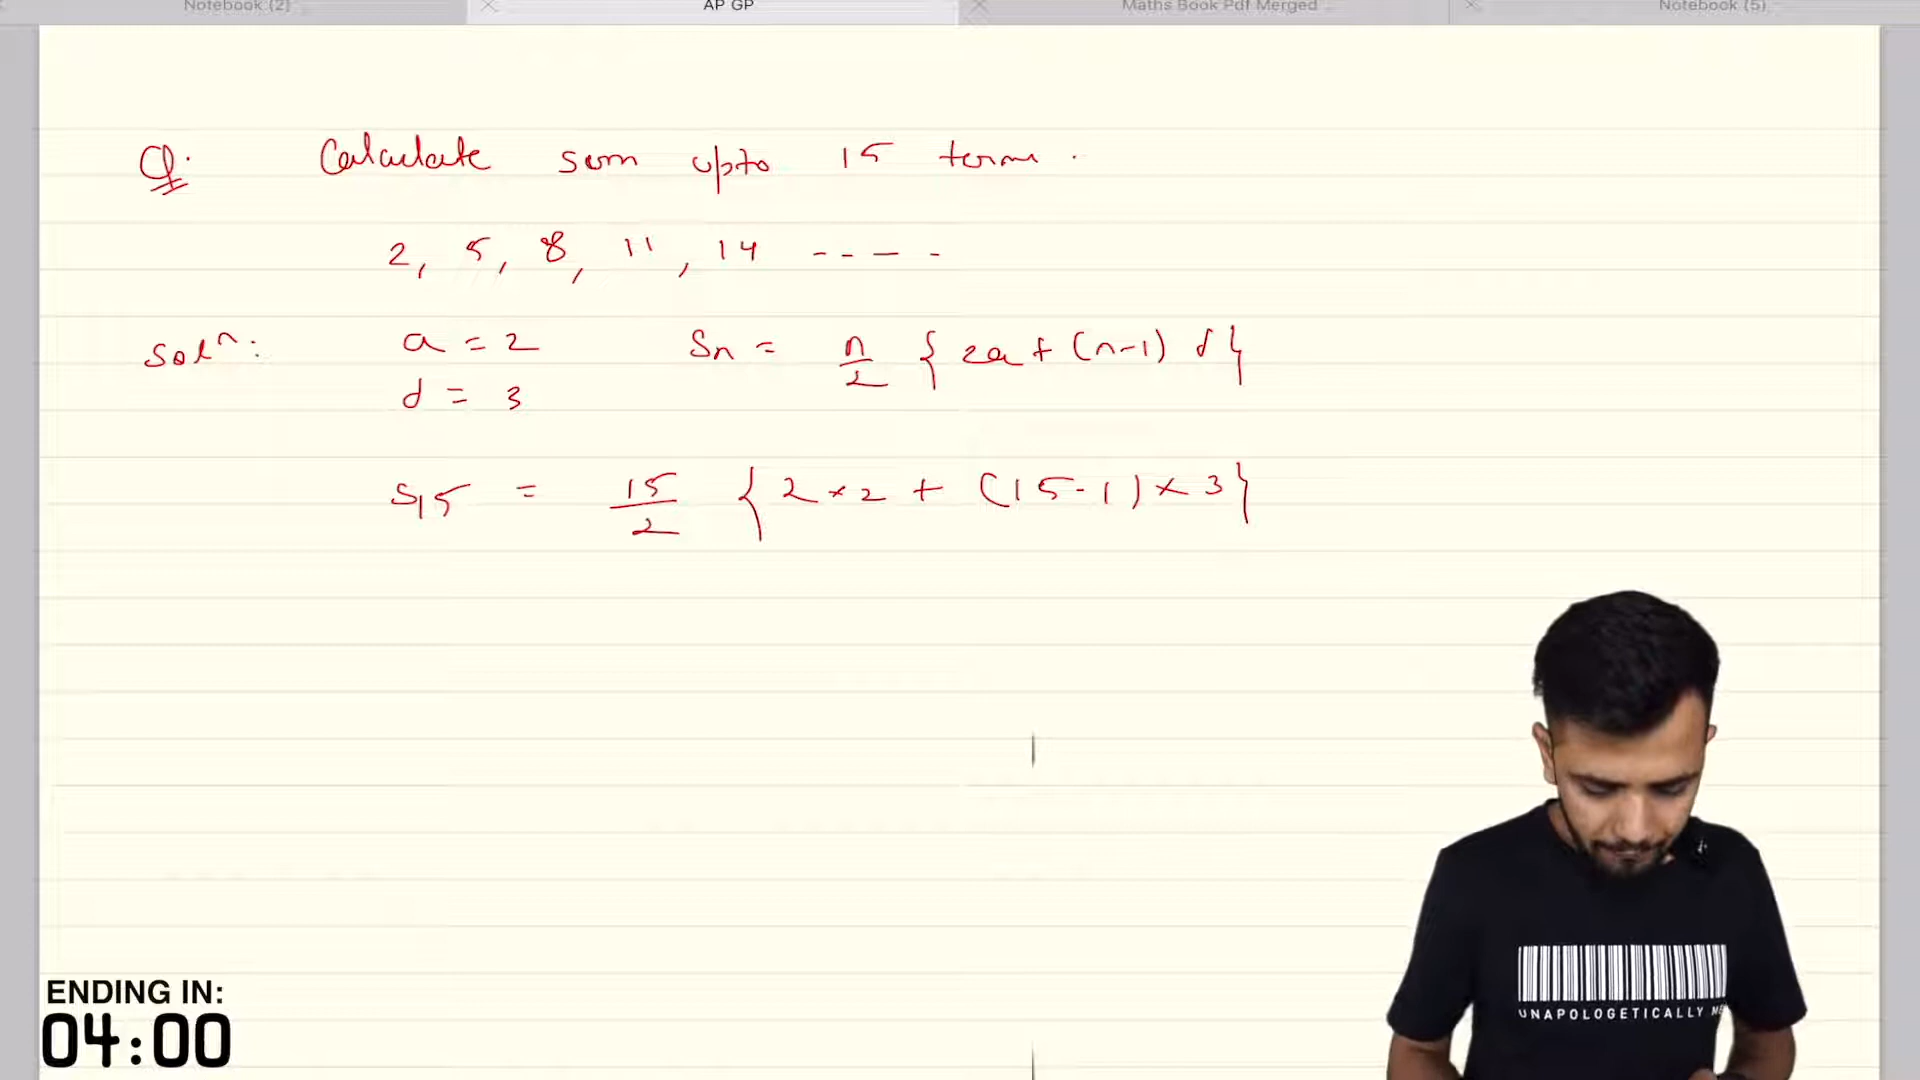 Notebook (2) AP GP Maths Book Pdf Merged Notebook (5)
Q. Calculate sum upto 15 terms.
2, 5, 8, 11, 14 ----
Solⁿ: a = 2 Sn = n/2 {2a + (n-1) d}
d = 3
S15 = 15/2 {2×2 + (15-1) × 3}
UNAPOLOGETICALLY
ENDING IN:
04:00